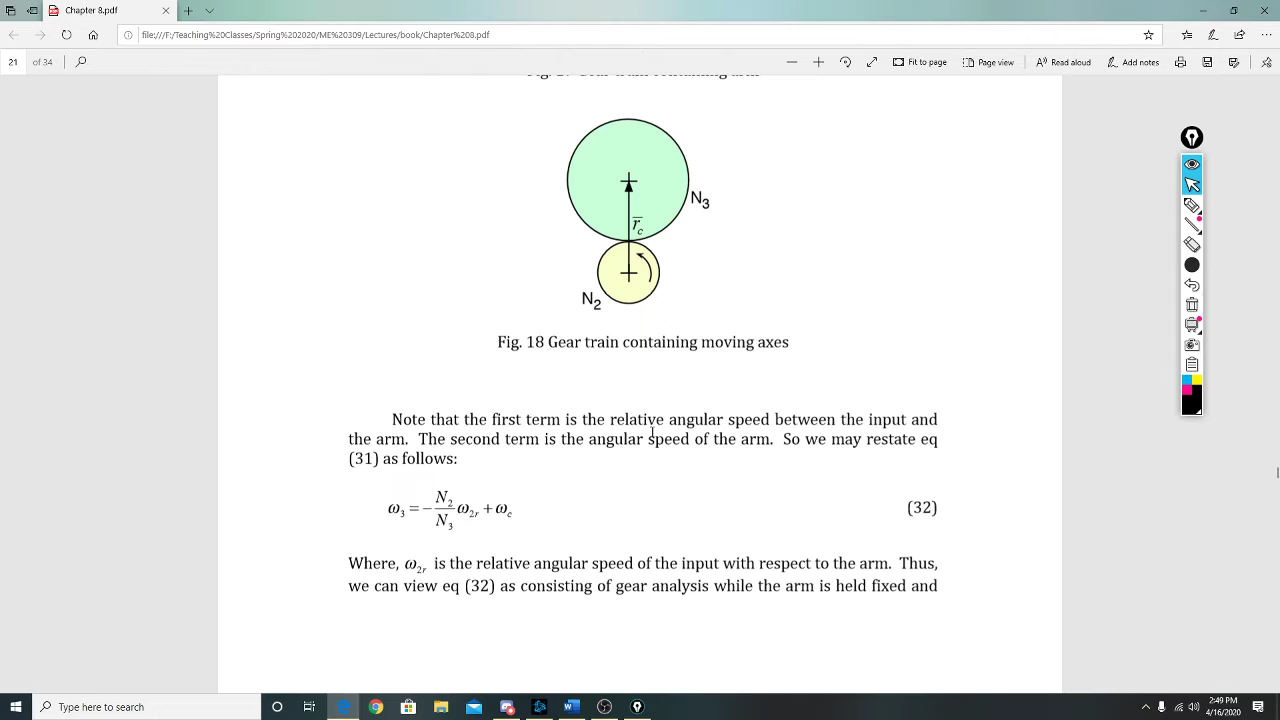 Chapter 8.pdf
file:///F:/Teaching%20Classes/Spring%202020/ME%20309/Lectures/book/Chapter%208.pdf
21 of 34
Fit to page
Page view
Read aloud
Add notes
N3
r̅c
N2
Fig. 18 Gear train containing moving axes
Note that the first term is the relative angular speed between the input and
the arm. The second term is the angular speed of the arm. So we may restate eq
(31) as follows:
ω3 = − N2/N3 ω2r + ωc (32)
Where, ω2r is the relative angular speed of the input with respect to the arm. Thus,
we can view eq (32) as consisting of gear analysis while the arm is held fixed and
Type here to search
2:49 PM
4/16/2020